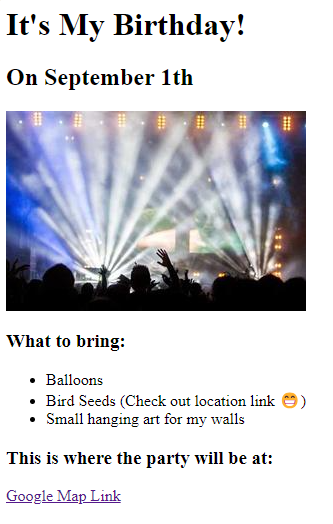 It's My Birthday!
On September 1th
What to bring:
Balloons
Bird Seeds (Check out location link 😁)
Small hanging art for my walls
This is where the party will be at:
Google Map Link